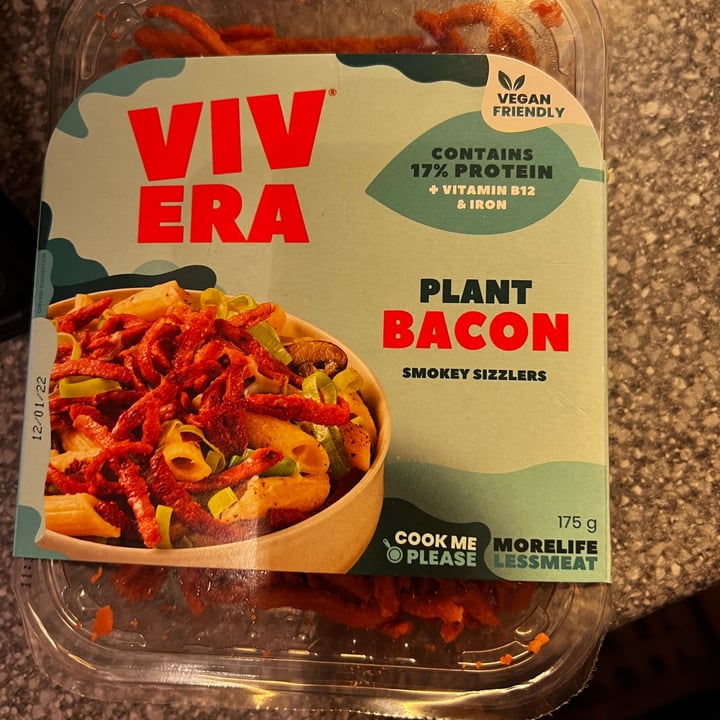 VIV
ERA®
VEGAN
FRIENDLY
CONTAINS
17% PROTEIN
+ VITAMIN B12
& IRON
PLANT
BACON
SMOKEY SIZZLERS
12/01/22
175 g
COOK ME
PLEASE
MORELIFE
LESSMEAT